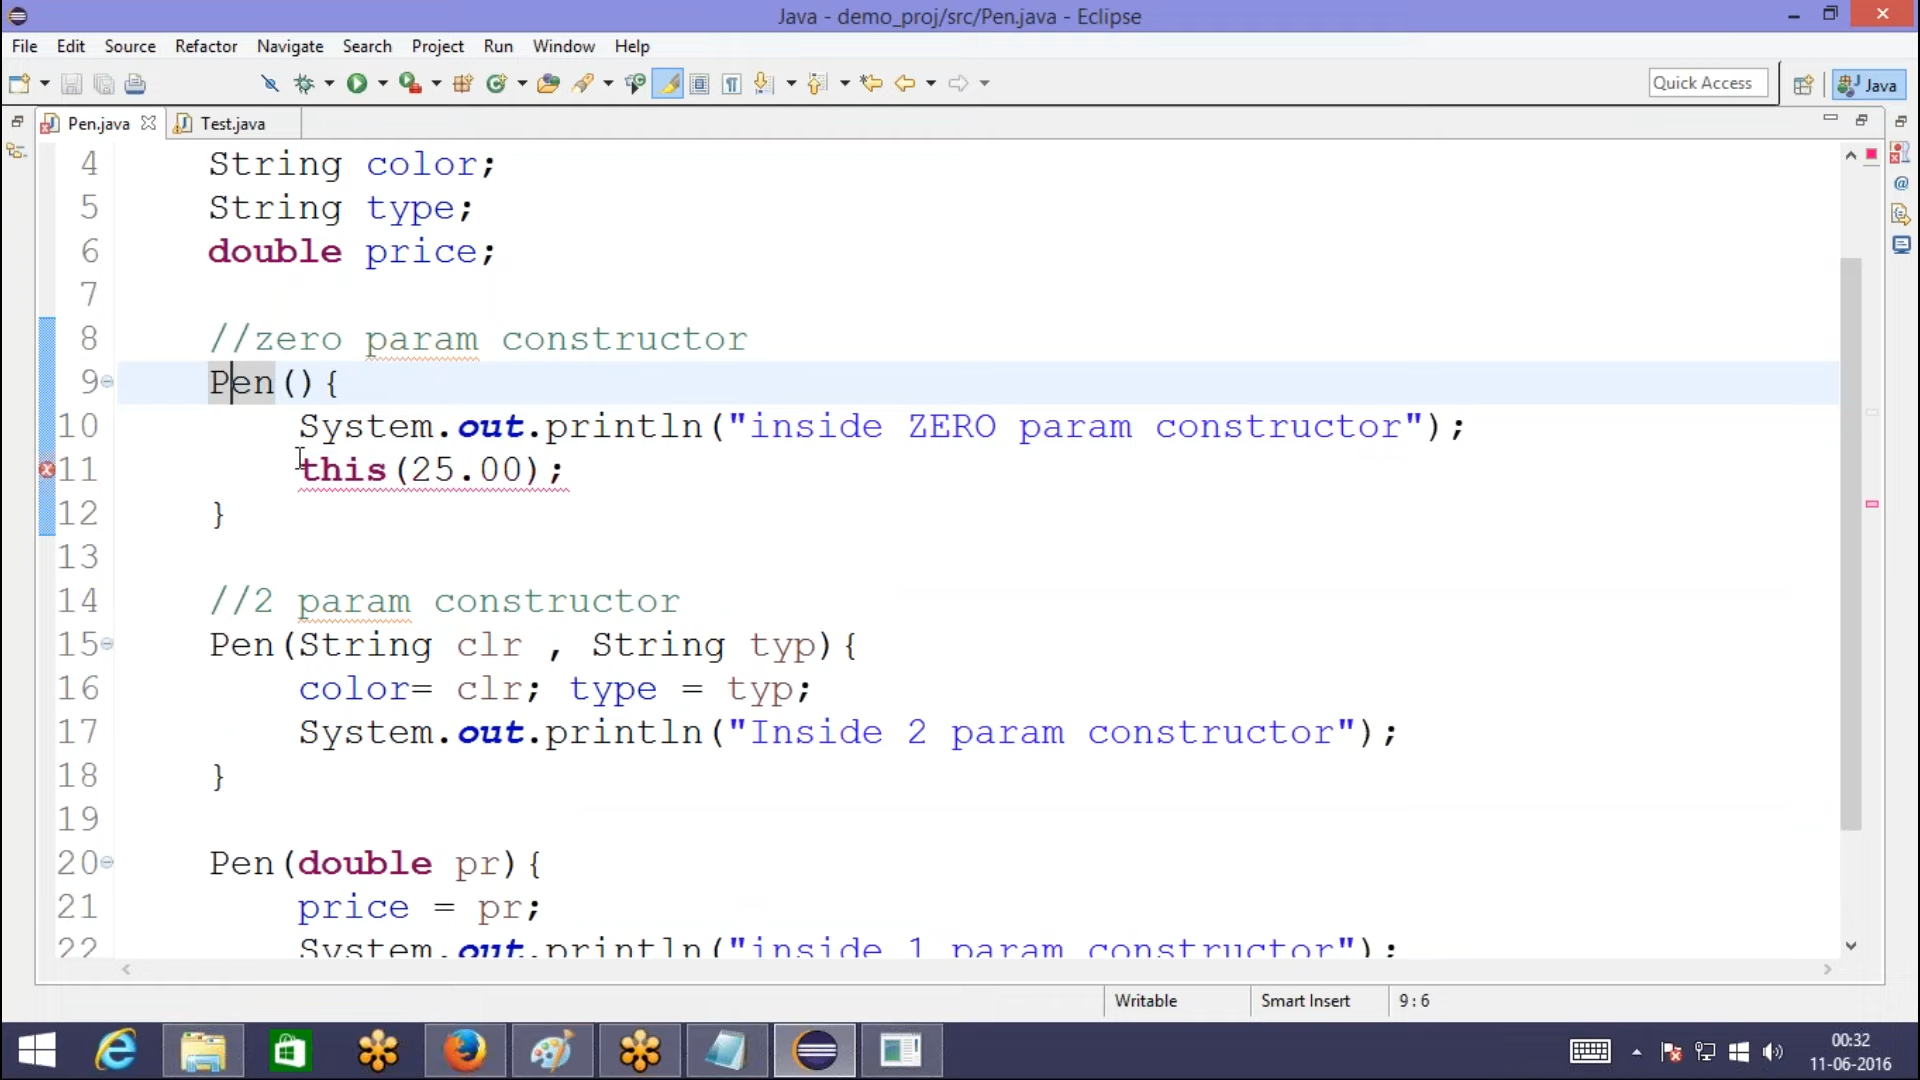 Java - demo_proj/src/Pen.java - Eclipse
File Edit Source Refactor Navigate Search Project Run Window Help
Quick Access Java
Pen.java Test.java
4 String color;
5 String type;
6 double price;
7
8 //zero param constructor
9 Pen(){
10 System.out.println("inside ZERO param constructor");
11 this(25.00);
12 }
13
14 //2 param constructor
15 Pen(String clr , String typ){
16 color= clr; type = typ;
17 System.out.println("Inside 2 param constructor");
18 }
19
20 Pen(double pr){
21 price = pr;
22 System.out.println("inside 1 param constructor");
Writable Smart Insert 9 : 6
00:32
11-06-2016